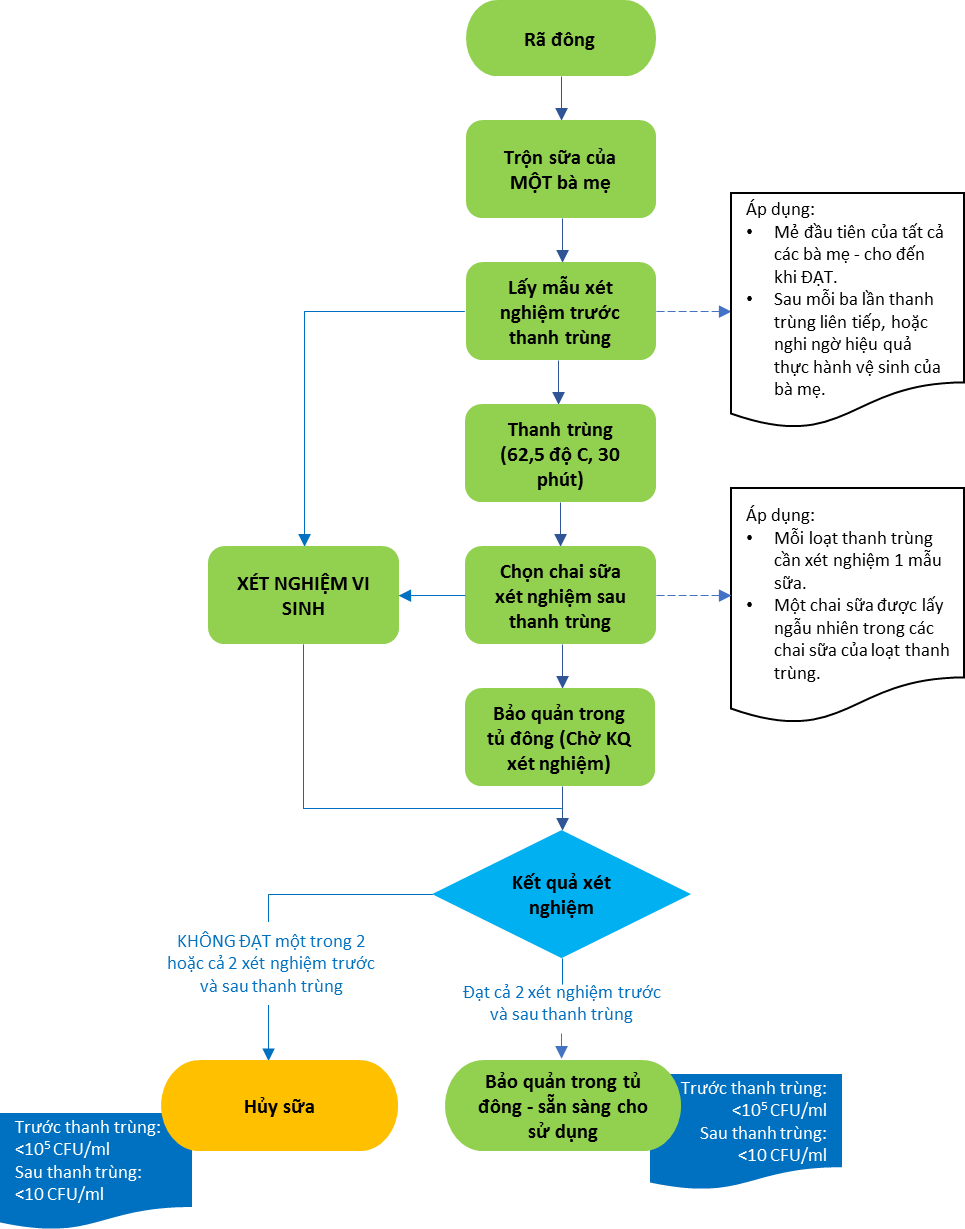 Rã đông
Trộn sữa của
MỘT bà mẹ
Lấy mẫu xét
nghiệm trước
thanh trùng
Áp dụng:
• Mẻ đầu tiên của tất cả
các bà mẹ - cho đến
khi ĐẠT.
• Sau mỗi ba lần thanh
trùng liên tiếp, hoặc
nghi ngờ hiệu quả
thực hành vệ sinh của
bà mẹ.
Thanh trùng
(62,5 độ C, 30
phút)
XÉT NGHIỆM VI
SINH
Chọn chai sữa
xét nghiệm sau
thanh trùng
Áp dụng:
• Mỗi loạt thanh trùng
cần xét nghiệm 1 mẫu
sữa.
• Một chai sữa được lấy
ngẫu nhiên trong các
chai sữa của loạt thanh
trùng.
Bảo quản trong
tủ đông (Chờ KQ
xét nghiệm)
Kết quả xét
nghiệm
KHÔNG ĐẠT một trong 2
hoặc cả 2 xét nghiệm trước
và sau thanh trùng
Đạt cả 2 xét nghiệm trước
và sau thanh trùng
Hủy sữa
Trước thanh trùng:
<10⁵ CFU/ml
Sau thanh trùng:
<10 CFU/ml
Bảo quản trong tủ
đông - sẵn sàng cho
sử dụng
Trước thanh trùng:
<10⁵ CFU/ml
Sau thanh trùng:
<10 CFU/ml